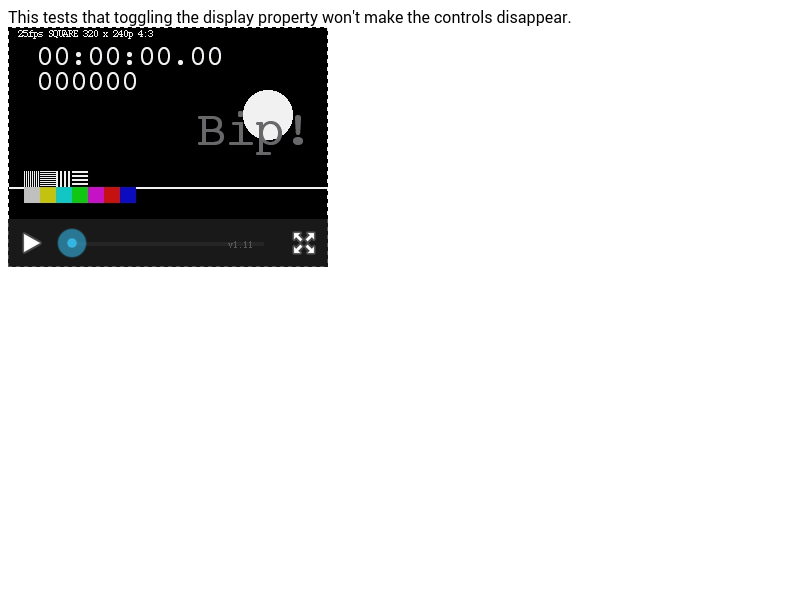 This tests that toggling the display property won't make the controls disappear.
25fps SQUARE 320 x 240p 4:3
00:00:00.00
000000
Bip!
v1.11